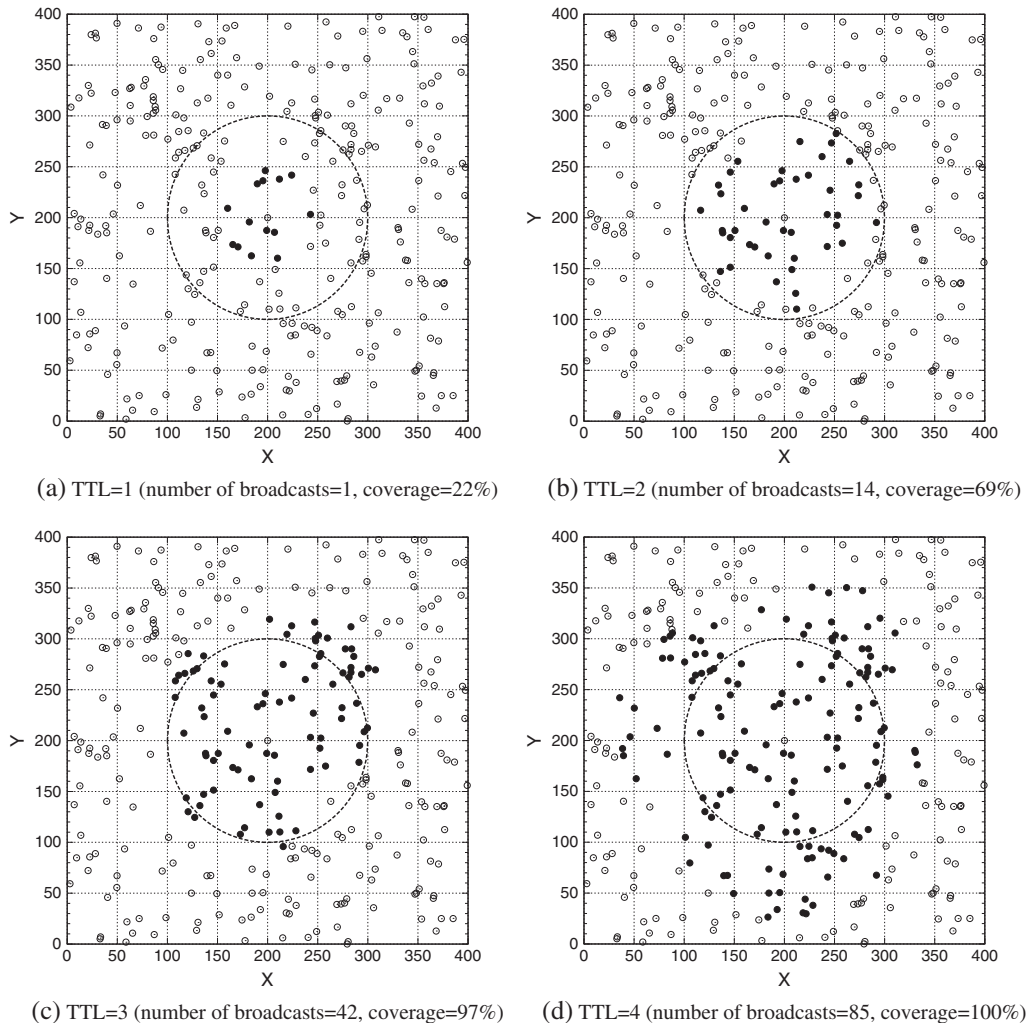 400
350
300
250
200
150
100
50
0
Y
0 50 100 150 200 250 300 350 400
X
(a) TTL=1 (number of broadcasts=1, coverage=22%)
400
350
300
250
200
150
100
50
0
Y
0 50 100 150 200 250 300 350 400
X
(b) TTL=2 (number of broadcasts=14, coverage=69%)
400
350
300
250
200
150
100
50
0
Y
0 50 100 150 200 250 300 350 400
X
(c) TTL=3 (number of broadcasts=42, coverage=97%)
400
350
300
250
200
150
100
50
0
Y
0 50 100 150 200 250 300 350 400
X
(d) TTL=4 (number of broadcasts=85, coverage=100%)